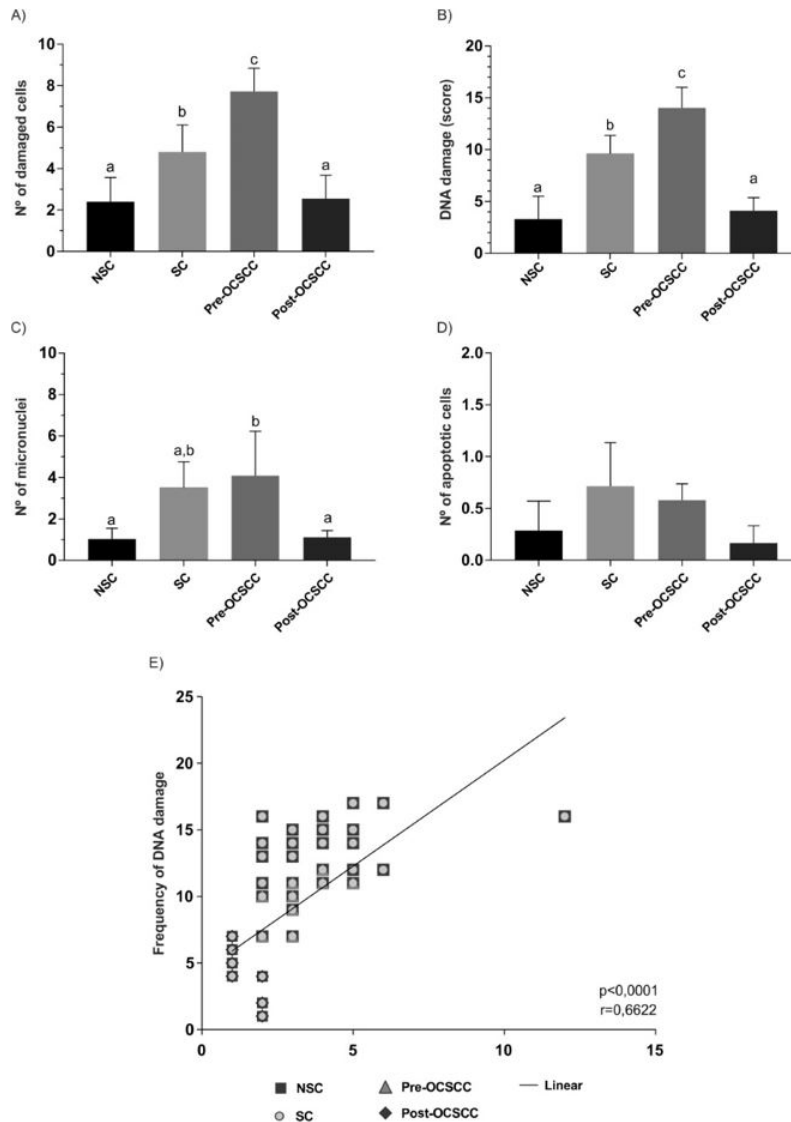 A)
Nº of damaged cells
10
8
6
4
2
0
a
b
c
a
NSC
SC
Pre-OCSCC
Post-OCSCC
B)
DNA damage (score)
20
15
10
5
0
a
b
c
a
NSC
SC
Pre-OCSCC
Post-OCSCC
C)
Nº of micronuclei
10
8
6
4
2
0
a
a,b
b
a
NSC
SC
Pre-OCSCC
Post-OCSCC
D)
Nº of apoptotic cells
2.0
1.5
1.0
0.5
0.0
NSC
SC
Pre-OCSCC
Post-OCSCC
E)
Frequency of DNA damage
25
20
15
10
5
0
p<0,0001
r=0,6622
0 5 10 15
NSC Pre-OCSCC Linear
SC Post-OCSCC